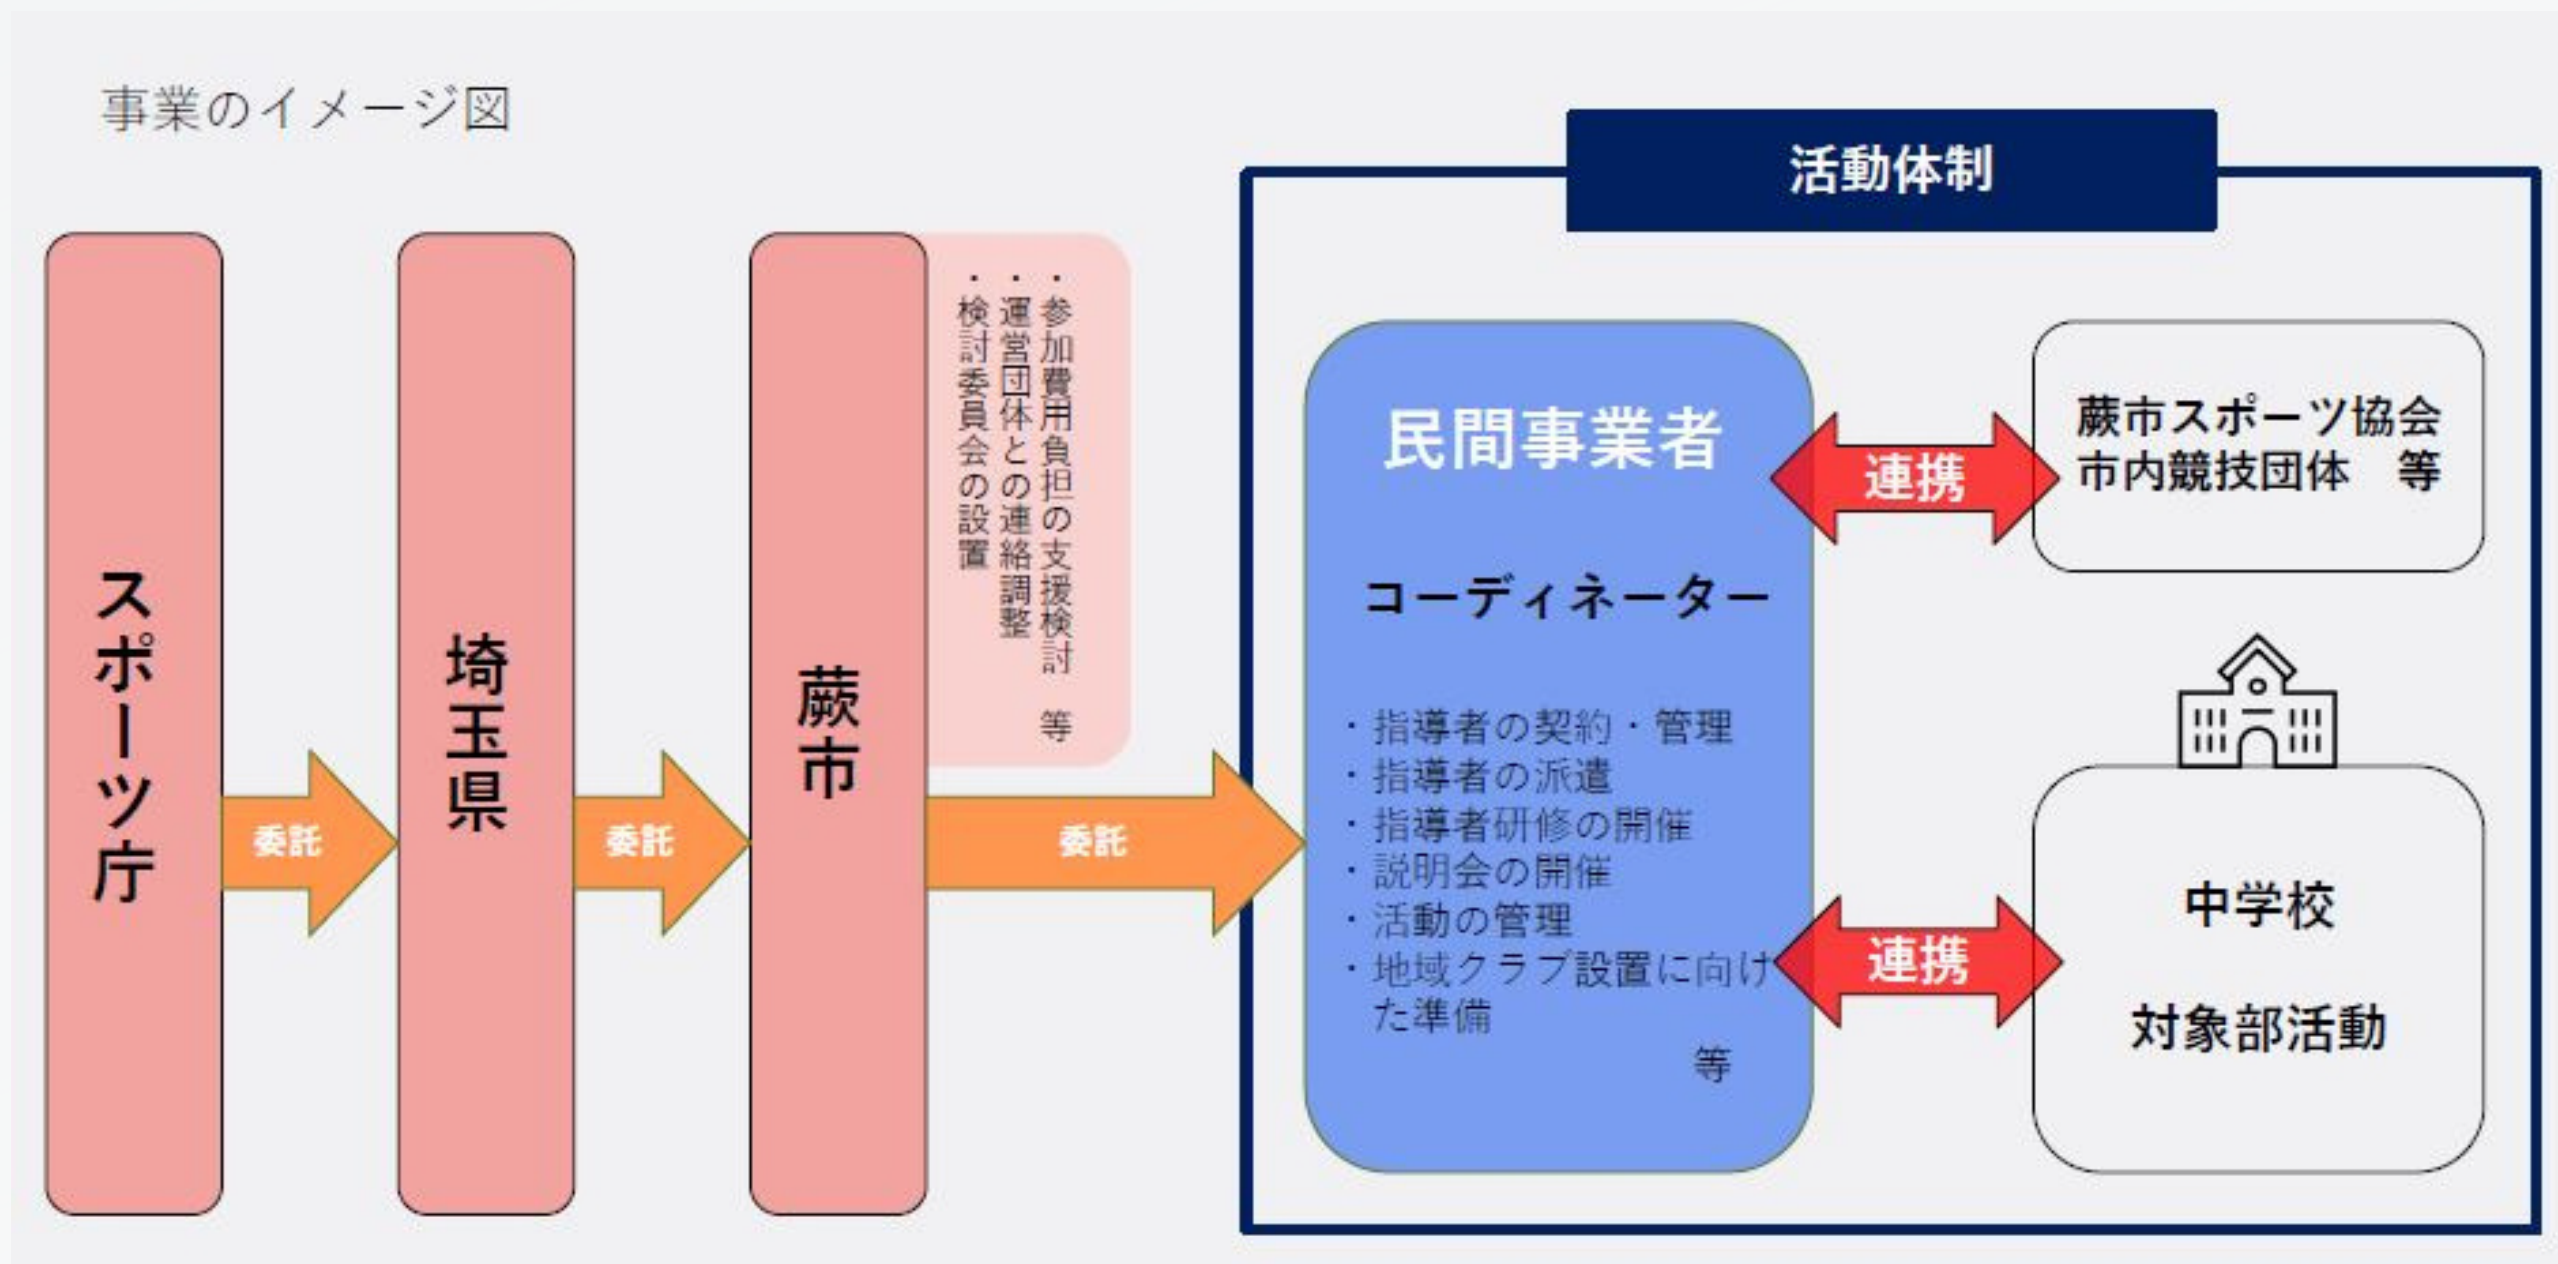 事業のイメージ図
スポーツ庁
委託
埼玉県
委託
蕨市
・参加費用負担の支援検討　等
・運営団体との連絡調整
・検討委員会の設置
委託
活動体制
民間事業者
コーディネーター
・指導者の契約・管理
・指導者の派遣
・指導者研修の開催
・説明会の開催
・活動の管理
・地域クラブ設置に向け
た準備
等
連携
蕨市スポーツ協会
市内競技団体　等
連携
中学校
対象部活動